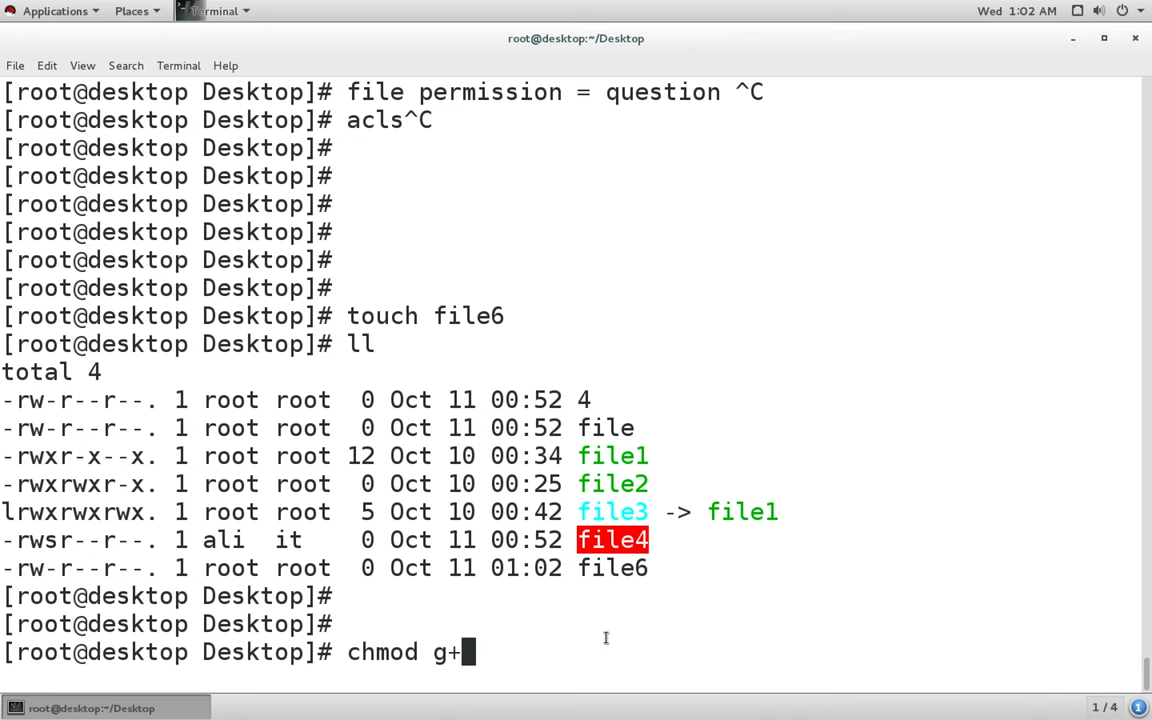 Applications Places Terminal Wed 1:02 AM
root@desktop:~/Desktop
File Edit View Search Terminal Help
[root@desktop Desktop]# file permission = question ^C
[root@desktop Desktop]# acls^C
[root@desktop Desktop]#
[root@desktop Desktop]#
[root@desktop Desktop]#
[root@desktop Desktop]#
[root@desktop Desktop]#
[root@desktop Desktop]#
[root@desktop Desktop]# touch file6
[root@desktop Desktop]# ll
total 4
-rw-r--r--. 1 root root  0 Oct 11 00:52 4
-rw-r--r--. 1 root root  0 Oct 11 00:52 file
-rwxr-x--x. 1 root root 12 Oct 10 00:34 file1
-rwxrwxr-x. 1 root root  0 Oct 10 00:25 file2
lrwxrwxrwx. 1 root root  5 Oct 10 00:42 file3 -> file1
-rwsr--r--. 1 ali  it    0 Oct 11 00:52 file4
-rw-r--r--. 1 root root  0 Oct 11 01:02 file6
[root@desktop Desktop]#
[root@desktop Desktop]#
[root@desktop Desktop]# chmod g+
root@desktop:~/Desktop 1 / 4 1